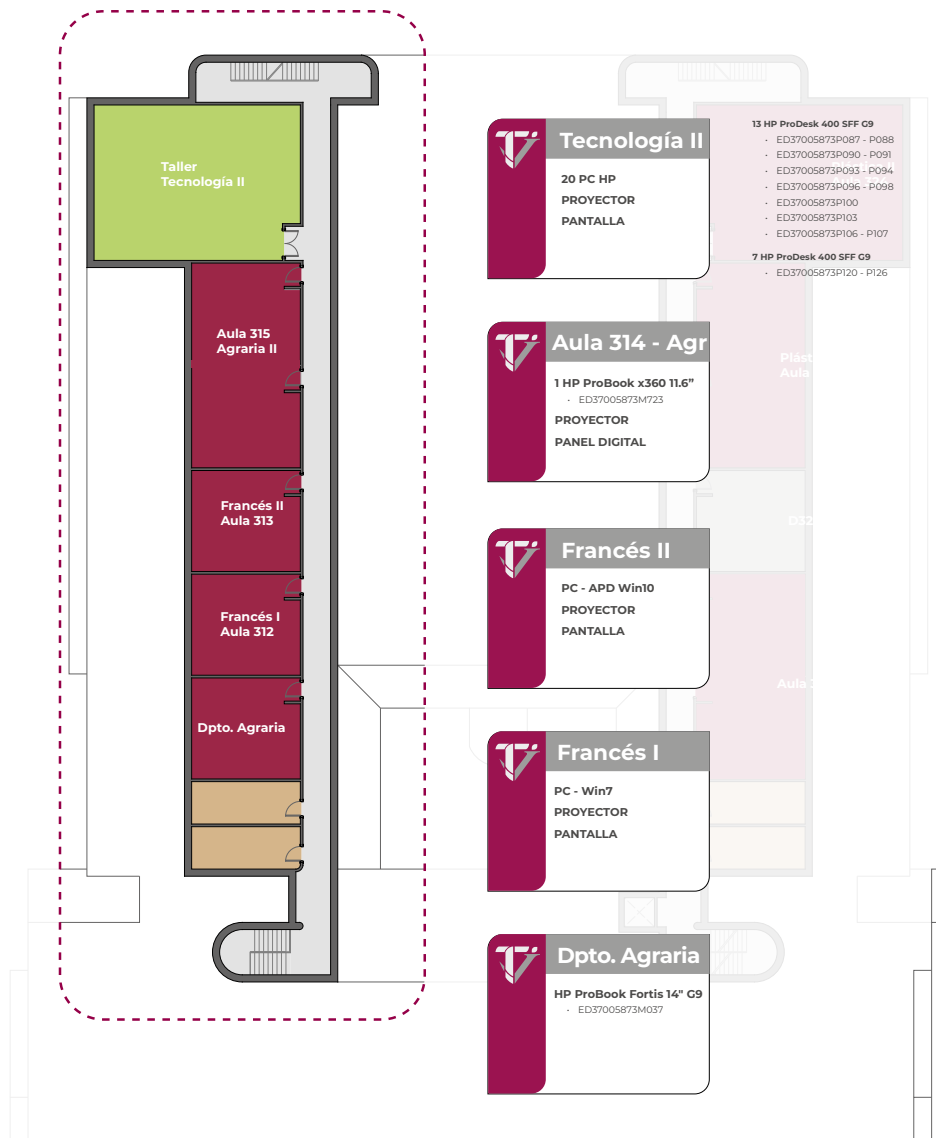 Taller
Tecnología II
Aula 315
Agraria II
Francés II
Aula 313
Francés I
Aula 312
Dpto. Agraria
Tecnología II
20 PC HP
PROYECTOR
PANTALLA
13 HP ProDesk 400 SFF G9
· ED37005873P087 - P088
· ED37005873P090 - P091
· ED37005873P093 - P094
· ED37005873P096 - P098
· ED37005873P100
· ED37005873P103
· ED37005873P106 - P107
7 HP ProDesk 400 SFF G9
· ED37005873P120 - P126
Aula 314 - Agr
1 HP ProBook x360 11.6”
· ED37005873M723
PROYECTOR
PANEL DIGITAL
Plást
Aula
Francés II
PC - APD Win10
PROYECTOR
PANTALLA
D32
Francés I
PC - Win7
PROYECTOR
PANTALLA
Aula
Dpto. Agraria
HP ProBook Fortis 14" G9
· ED37005873M037